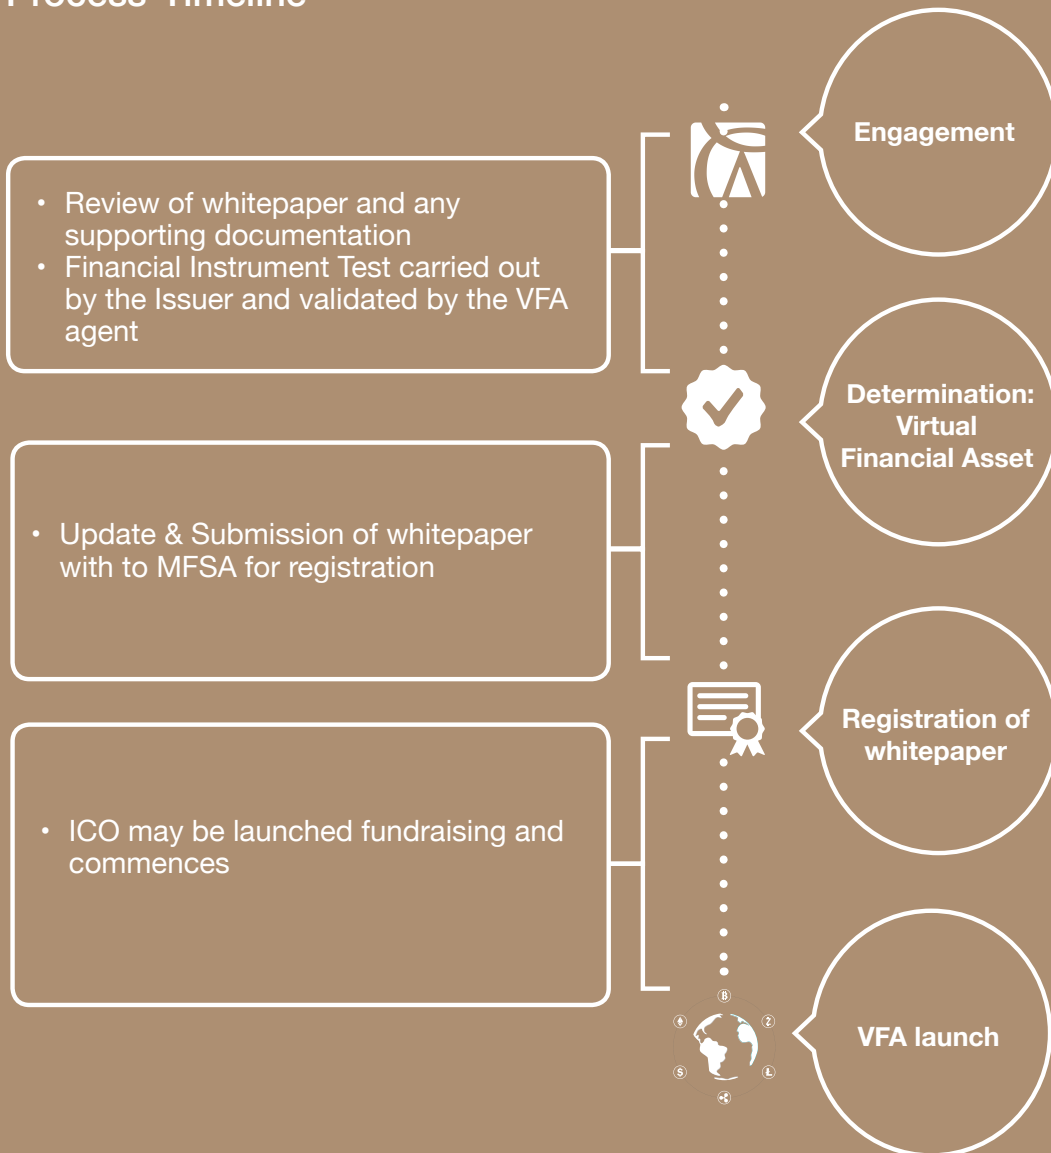 Process Timeline
Engagement
• Review of whitepaper and any
supporting documentation
• Financial Instrument Test carried out
by the Issuer and validated by the VFA
agent
Determination:
Virtual
Financial Asset
• Update & Submission of whitepaper
with to MFSA for registration
Registration of
whitepaper
• ICO may be launched fundraising and
commences
VFA launch